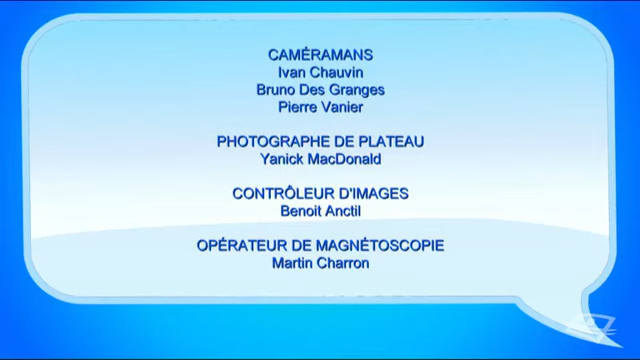 CAMÉRAMANS
Ivan Chauvin
Bruno Des Granges
Pierre Vanier
PHOTOGRAPHE DE PLATEAU
Yanick MacDonald
CONTRÔLEUR D'IMAGES
Benoit Anctil
OPÉRATEUR DE MAGNÉTOSCOPIE
Martin Charron